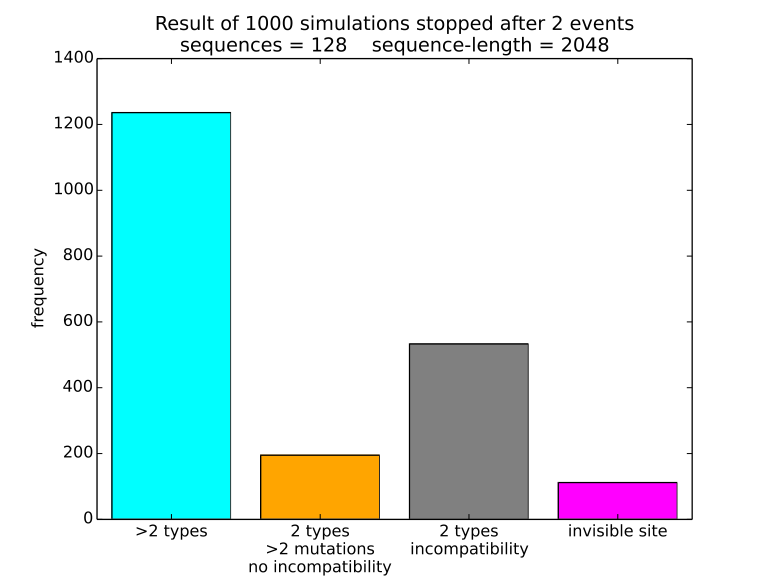 Result of 1000 simulations stopped after 2 events
sequences = 128    sequence-length = 2048
1400
1200
1000
800
600
400
200
0
frequency
>2 types
2 types
>2 mutations
no incompatibility
2 types
incompatibility
invisible site